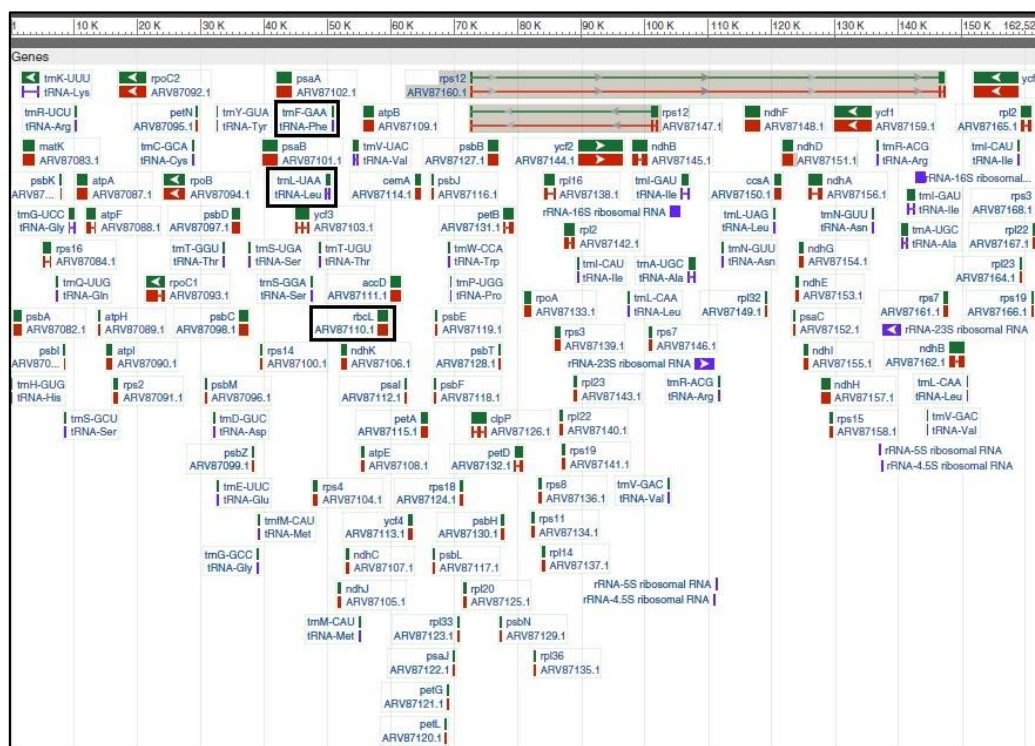 1 10 K 20 K 30 K 40 K 50 K 60 K 70 K 80 K 90 K 100 K 110 K 120 K 130 K 140 K 150 K 162,52
Genes
trnK-UUU rpoC2 psaA rps12 ycf
tRNA-Lys ARV87092.1 ARV87102.1 ARV87160.1
trnR-UCU petN trnY-GUA trnF-GAA atpB rps12 ndhF ycf1 rpl2
tRNA-Arg ARV87095.1 tRNA-Tyr tRNA-Phe ARV87109.1 ARV87147.1 ARV87148.1 ARV87159.1 ARV87165.1
matK trnC-GCA psaB trnV-UAC psbB ycf2 ndhB ndhD trnR-ACG trnI-CAU
ARV87083.1 tRNA-Cys ARV87101.1 tRNA-Val ARV87127.1 ARV87144.1 ARV87145.1 ARV87151.1 tRNA-Arg tRNA-Ile
psbK atpA rpoB trnL-UAA cemA psbJ rpl16 trnI-GAU ccsA ndhA rRNA-16S ribosomal...
ARV87... ARV87087.1 ARV87094.1 tRNA-Leu ARV87114.1 ARV87116.1 ARV87138.1 tRNA-Ile ARV87150.1 ARV87156.1 trnI-GAU rps3
trnG-UCC atpF psbD ycf3 petB rRNA-16S ribosomal RNA trnL-UAG trnN-GUU tRNA-Ile ARV87168.1
tRNA-Gly ARV87088.1 ARV87097.1 ARV87103.1 ARV87131.1 rpl2 tRNA-Leu tRNA-Asn trnA-UGC rpl22
rps16 trnT-GGU trnS-UGA trnT-UGU trnW-CCA ARV87142.1 trnN-GUU ndhG tRNA-Ala ARV87167.1
ARV87084.1 tRNA-Thr tRNA-Ser tRNA-Thr tRNA-Trp trnI-CAU trnA-UGC tRNA-Asn ARV87154.1 rpl23
trnQ-UUG rpoC1 trnS-GGA accD trnP-UGG tRNA-Ile tRNA-Ala ndhE ARV87164.1
tRNA-Gln ARV87093.1 tRNA-Ser ARV87111.1 tRNA-Pro rpoA trnL-CAA rpl32 ARV87153.1 rps7 rps19
psbA atpH psbC rbcL psbE ARV87133.1 tRNA-Leu ARV87149.1 psaC ARV87161.1 ARV87166.1
ARV87082.1 ARV87089.1 ARV87098.1 ARV87110.1 ARV87119.1 rps3 rps7 ARV87152.1 rRNA-23S ribosomal RNA
psbI atpI rps14 ndhK psbT ARV87139.1 ARV87146.1 ndhI ndhB
ARV870... ARV87090.1 ARV87100.1 ARV87106.1 ARV87128.1 rRNA-23S ribosomal RNA ARV87155.1 ARV87162.1
trnH-GUG rps2 psbM psaI psbF rpl23 trnR-ACG ndhH trnL-CAA
tRNA-His ARV87091.1 ARV87096.1 ARV87112.1 ARV87118.1 ARV87143.1 tRNA-Arg ARV87157.1 tRNA-Leu
trnS-GCU trnD-GUC petA clpP rpl22 rps15 trnV-GAC
tRNA-Ser tRNA-Asp ARV87115.1 ARV87126.1 ARV87140.1 ARV87158.1 tRNA-Val
psbZ atpE petD rps19 rRNA-5S ribosomal RNA
ARV87099.1 ARV87108.1 ARV87132.1 ARV87141.1 rRNA-4.5S ribosomal RNA
trnE-UUC rps4 rps18 rps8 trnV-GAC
tRNA-Glu ARV87104.1 ARV87124.1 ARV87136.1 tRNA-Val
trnfM-CAU ycf4 psbH rps11
tRNA-Met ARV87113.1 ARV87130.1 ARV87134.1
trnG-GCC ndhC psbL rpl14
tRNA-Gly ARV87107.1 ARV87117.1 ARV87137.1
ndhJ rpl20 rRNA-5S ribosomal RNA
ARV87105.1 ARV87125.1 rRNA-4.5S ribosomal RNA
trnM-CAU rpl33 psbN
tRNA-Met ARV87123.1 ARV87129.1
psaJ rpl36
ARV87122.1 ARV87135.1
petG
ARV87121.1
petL
ARV87120.1